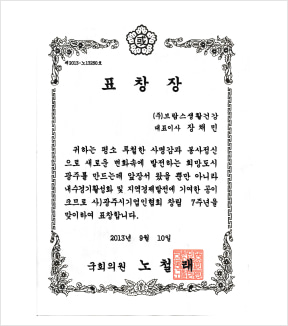 제2013-노13250호
표 창 장
(주)보람스생활건강
대표이사 장 채 민
귀하는 평소 투철한 사명감과 봉사정신
으로 새로운 변화속에 발전하는 희망도시
광주를 만드는데 앞장서 왔을 뿐만 아니라
내수경기활성화 및 지역경제발전에 기여한 공이
크므로 사)광주시기업인협회 창립 7주년을
맞이하여 표창합니다.
2013년 9월 10일
국회의원 노 철 래